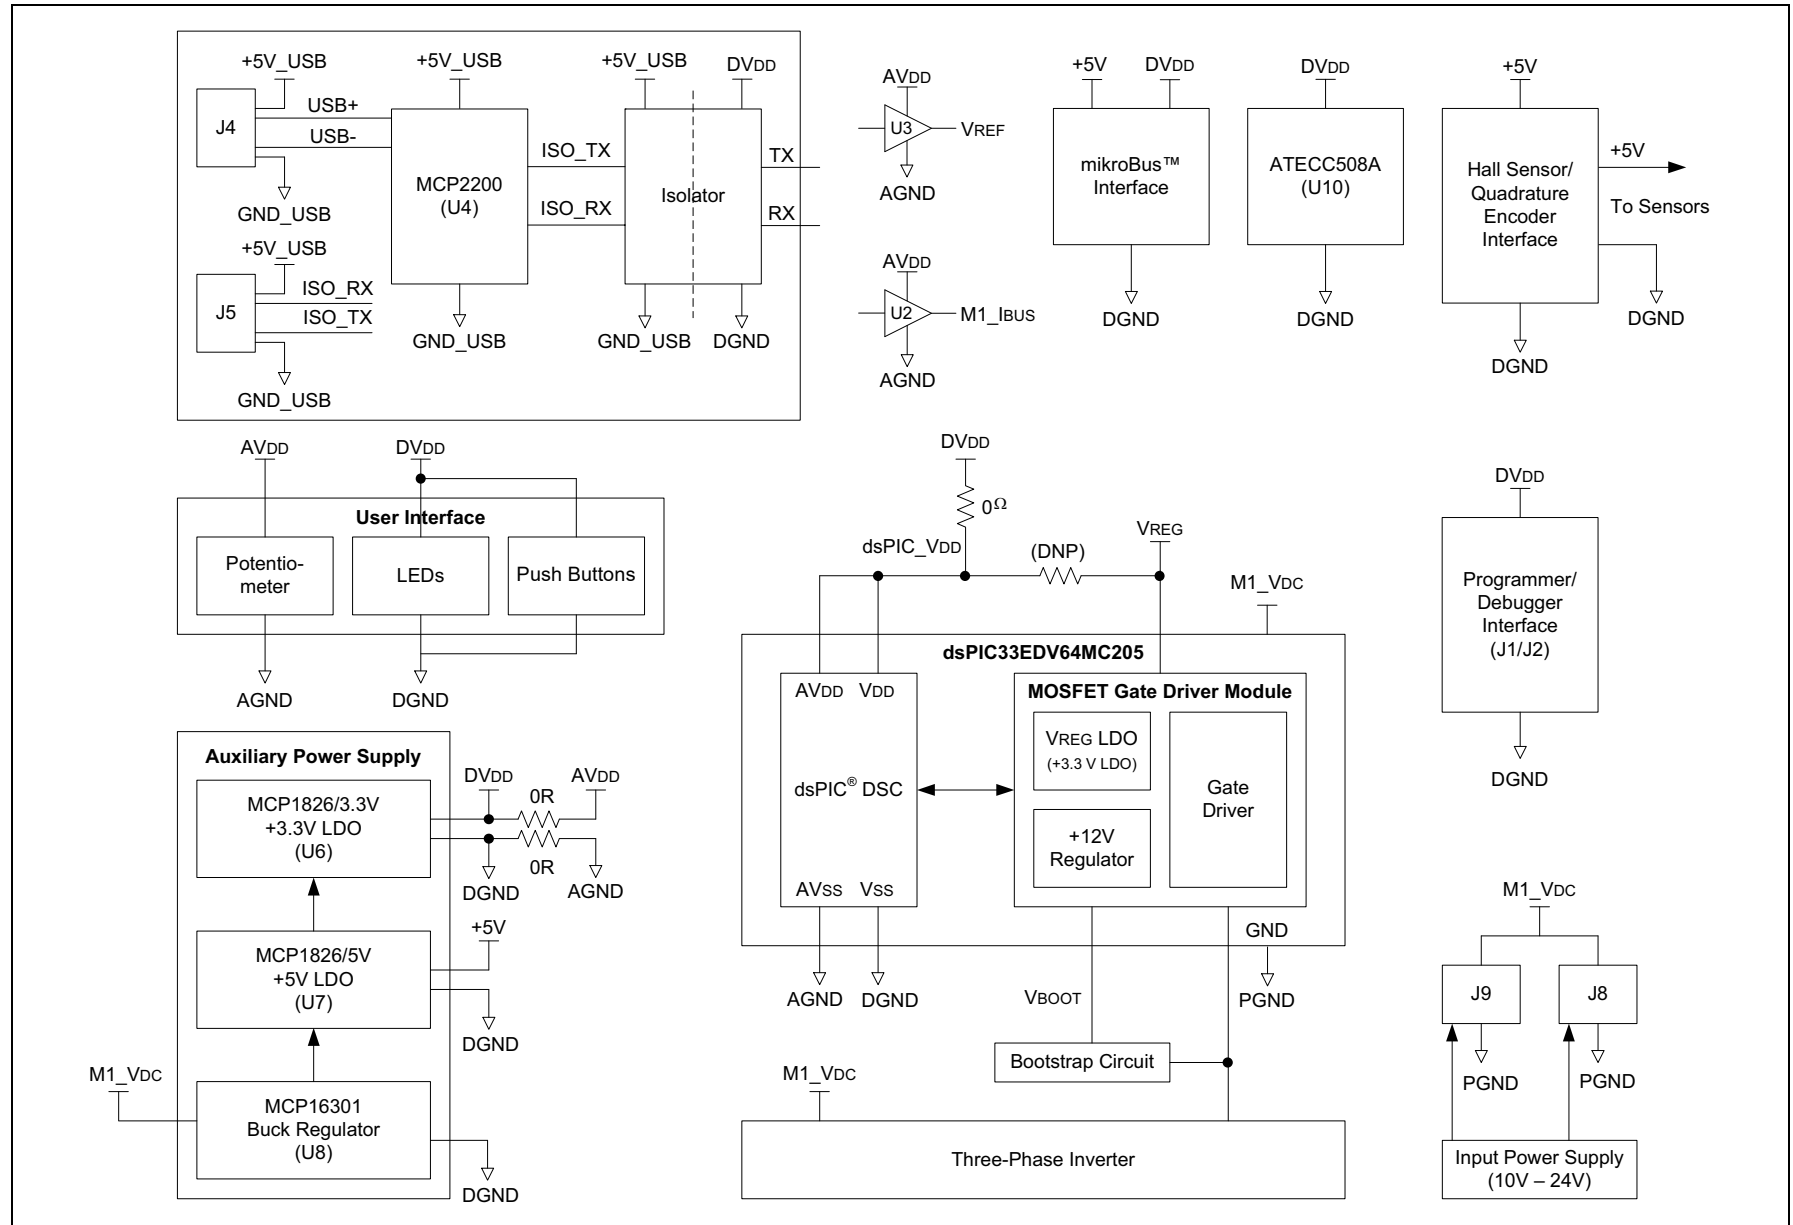 +5V_USB
J4
USB+
USB-
GND_USB
+5V_USB
J5
ISO_RX
ISO_TX
GND_USB
+5V_USB
MCP2200
(U4)
GND_USB
ISO_TX
ISO_RX
+5V_USB
DVDD
Isolator
TX
RX
GND_USB
DGND
AVDD
U3
VREF
AGND
AVDD
U2
M1_IBUS
AGND
+5V
DVDD
mikroBus™
Interface
DGND
DVDD
ATECC508A
(U10)
DGND
+5V
Hall Sensor/
Quadrature
Encoder
Interface
+5V
To Sensors
DGND
DGND
AVDD
DVDD
User Interface
Potentio-
meter
LEDs
Push Buttons
AGND
DGND
DVDD
0Ω
dsPIC_VDD
(DNP)
VREG
M1_VDC
dsPIC33EDV64MC205
AVDD
VDD
dsPIC® DSC
AVSS
VSS
MOSFET Gate Driver Module
VREG LDO
(+3.3 V LDO)
+12V
Regulator
Gate
Driver
GND
AGND
DGND
VBOOT
PGND
Bootstrap Circuit
M1_VDC
Three-Phase Inverter
DVDD
Programmer/
Debugger
Interface
(J1/J2)
DGND
Auxiliary Power Supply
MCP1826/3.3V
+3.3V LDO
(U6)
DVDD
0R
AVDD
DGND
0R
AGND
MCP1826/5V
+5V LDO
(U7)
+5V
DGND
M1_VDC
MCP16301
Buck Regulator
(U8)
DGND
M1_VDC
J9
J8
PGND
PGND
Input Power Supply
(10V – 24V)